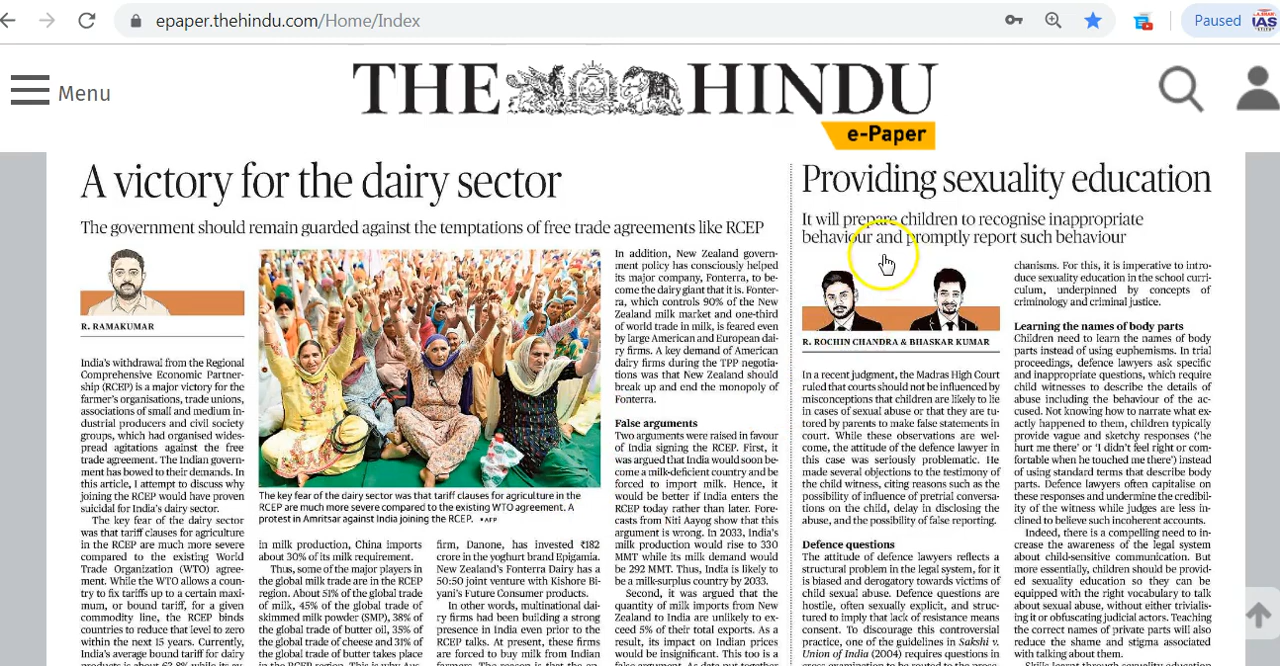 epaper.thehindu.com/Home/Index
Paused
IAS
Menu
THE HINDU
e-Paper
A victory for the dairy sector
The government should remain guarded against the temptations of free trade agreements like RCEP
R. RAMAKUMAR
India's withdrawal from the Regional
Comprehensive Economic Partner-
ship (RCEP) is a major victory for the
farmer's organisations, trade unions,
associations of small and medium in-
dustrial producers and civil society
groups, which had organised wides-
pread agitations against the free
trade agreement. The Indian govern-
ment has bowed to their demands. In
this article, I attempt to discuss why
joining the RCEP would have proven
suicidal for India's dairy sector.
The key fear of the dairy sector
was that tariff clauses for agriculture
in the RCEP are much more severe
compared to the existing World
Trade Organization (WTO) agree-
ment. While the WTO allows a coun-
try to fix tariffs up to a certain maxi-
mum, or bound tariff, for a given
commodity line, the RCEP binds
countries to reduce that level to zero
within the next 15 years. Currently,
India's average bound tariff for dairy
products is about 63.8% while its av-
The key fear of the dairy sector was that tariff clauses for agriculture in the
RCEP are much more severe compared to the existing WTO agreement. A
protest in Amritsar against India joining the RCEP. •AFP
in milk production, China imports
about 30% of its milk requirement.
Thus, some of the major players in
the global milk trade are in the RCEP
region. About 51% of the global trade
of milk, 45% of the global trade of
skimmed milk powder (SMP), 38% of
the global trade of butter oil, 35% of
the global trade of cheese and 31% of
the global trade of butter takes place
in the RCEP region. This is why Aus-
firm, Danone, has invested ₹182
crore in the yoghurt brand Epigamia.
New Zealand's Fonterra Dairy has a
50:50 joint venture with Kishore Bi-
yani's Future Consumer products.
In other words, multinational dai-
ry firms had been building a strong
presence in India even prior to the
RCEP talks. At present, these firms
are forced to buy milk from Indian
farmers. The reason is that the av-
In addition, New Zealand govern-
ment policy has consciously helped
its major company, Fonterra, to be-
come the dairy giant that it is. Fonter-
ra, which controls 90% of the New
Zealand milk market and one-third
of world trade in milk, is feared even
by large American and European dai-
ry firms. A key demand of American
dairy firms during the TPP negotia-
tions was that New Zealand should
break up and end the monopoly of
Fonterra.
False arguments
Two arguments were raised in favour
of India signing the RCEP. First, it
was argued that India would soon be-
come a milk-deficient country and be
forced to import milk. Hence, it
would be better if India enters the
RCEP today rather than later. Fore-
casts from Niti Aayog show that this
argument is wrong. In 2033, India's
milk production would rise to 330
MMT while its milk demand would
be 292 MMT. Thus, India is likely to
be a milk-surplus country by 2033.
Second, it was argued that the
quantity of milk imports from New
Zealand to India are unlikely to ex-
ceed 5% of their total exports. As a
result, its impact on Indian prices
would be insignificant. This too is a
false argument. As data put together
Providing sexuality education
It will prepare children to recognise inappropriate
behaviour and promptly report such behaviour
R. ROCHIN CHANDRA & BHASKAR KUMAR
In a recent judgment, the Madras High Court
ruled that courts should not be influenced by
misconceptions that children are likely to lie
in cases of sexual abuse or that they are tu-
tored by parents to make false statements in
court. While these observations are wel-
come, the attitude of the defence lawyer in
this case was seriously problematic. He
made several objections to the testimony of
the child witness, citing reasons such as the
possibility of influence of pretrial conversa-
tions on the child, delay in disclosing the
abuse, and the possibility of false reporting.
Defence questions
The attitude of defence lawyers reflects a
structural problem in the legal system, for it
is biased and derogatory towards victims of
child sexual abuse. Defence questions are
hostile, often sexually explicit, and struc-
tured to imply that lack of resistance means
consent. To discourage this controversial
practice, one of the guidelines in Sakshi v.
Union of India (2004) requires questions in
cross-examination to be routed to the presi-
chanisms. For this, it is imperative to intro-
duce sexuality education in the school curri-
culum, underpinned by concepts of
criminology and criminal justice.
Learning the names of body parts
Children need to learn the names of body
parts instead of using euphemisms. In trial
proceedings, defence lawyers ask specific
and inappropriate questions, which require
child witnesses to describe the details of
abuse including the behaviour of the ac-
cused. Not knowing how to narrate what ex-
actly happened to them, children typically
provide vague and sketchy responses ('he
hurt me there' or 'I didn't feel right or com-
fortable when he touched me there') instead
of using standard terms that describe body
parts. Defence lawyers often capitalise on
these responses and undermine the credibil-
ity of the witness while judges are less in-
clined to believe such incoherent accounts.
Indeed, there is a compelling need to in-
crease the awareness of the legal system
about child-sensitive communication. But
more essentially, children should be provid-
ed sexuality education so they can be
equipped with the right vocabulary to talk
about sexual abuse, without either trivialis-
ing it or obfuscating judicial actors. Teaching
the correct names of private parts will also
reduce the shame and stigma associated
with talking about them.
Skills learnt through sexuality education